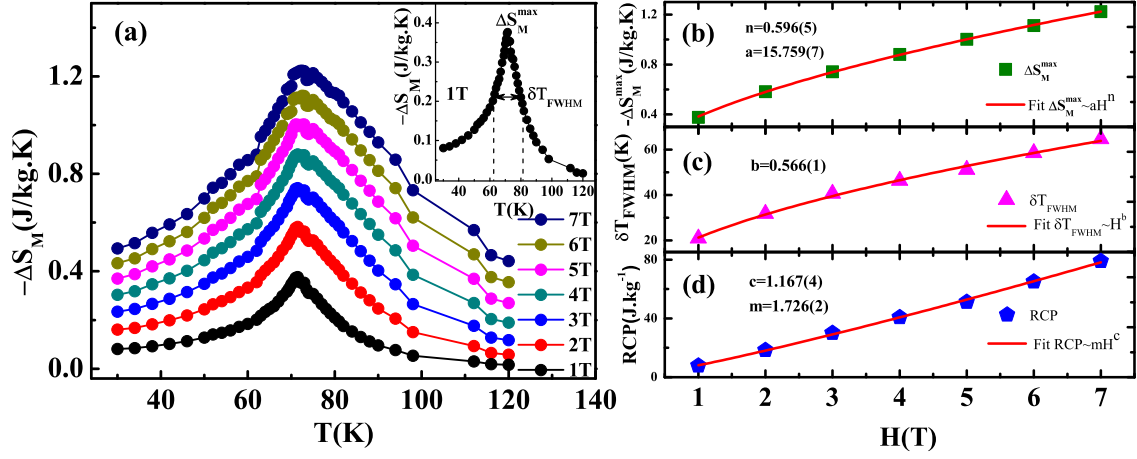 (a)
−ΔS_M (J/kg.K)
1.2
0.8
0.4
0.0
40
60
80
100
120
140
T(K)
7T
6T
5T
4T
3T
2T
1T
−ΔS_M (J/kg.K)
0.4
0.3
0.2
0.1
0.0
ΔS_M^max
1T
δT_FWHM
40
60
80
100
120
T(K)
(b)
−ΔS_M^max (J/kg.K)
1.2
0.8
0.4
0.0
n=0.596(5)
a=15.759(7)
ΔS_M^max
Fit ΔS_M^max~aH^n
(c)
δT_FWHM(K)
60
40
20
b=0.566(1)
δT_FWHM
Fit δT_FWHM~H^b
(d)
RCP(J.kg^-1)
80
40
0
c=1.167(4)
m=1.726(2)
RCP
Fit RCP~mH^c
1
2
3
4
5
6
7
H(T)